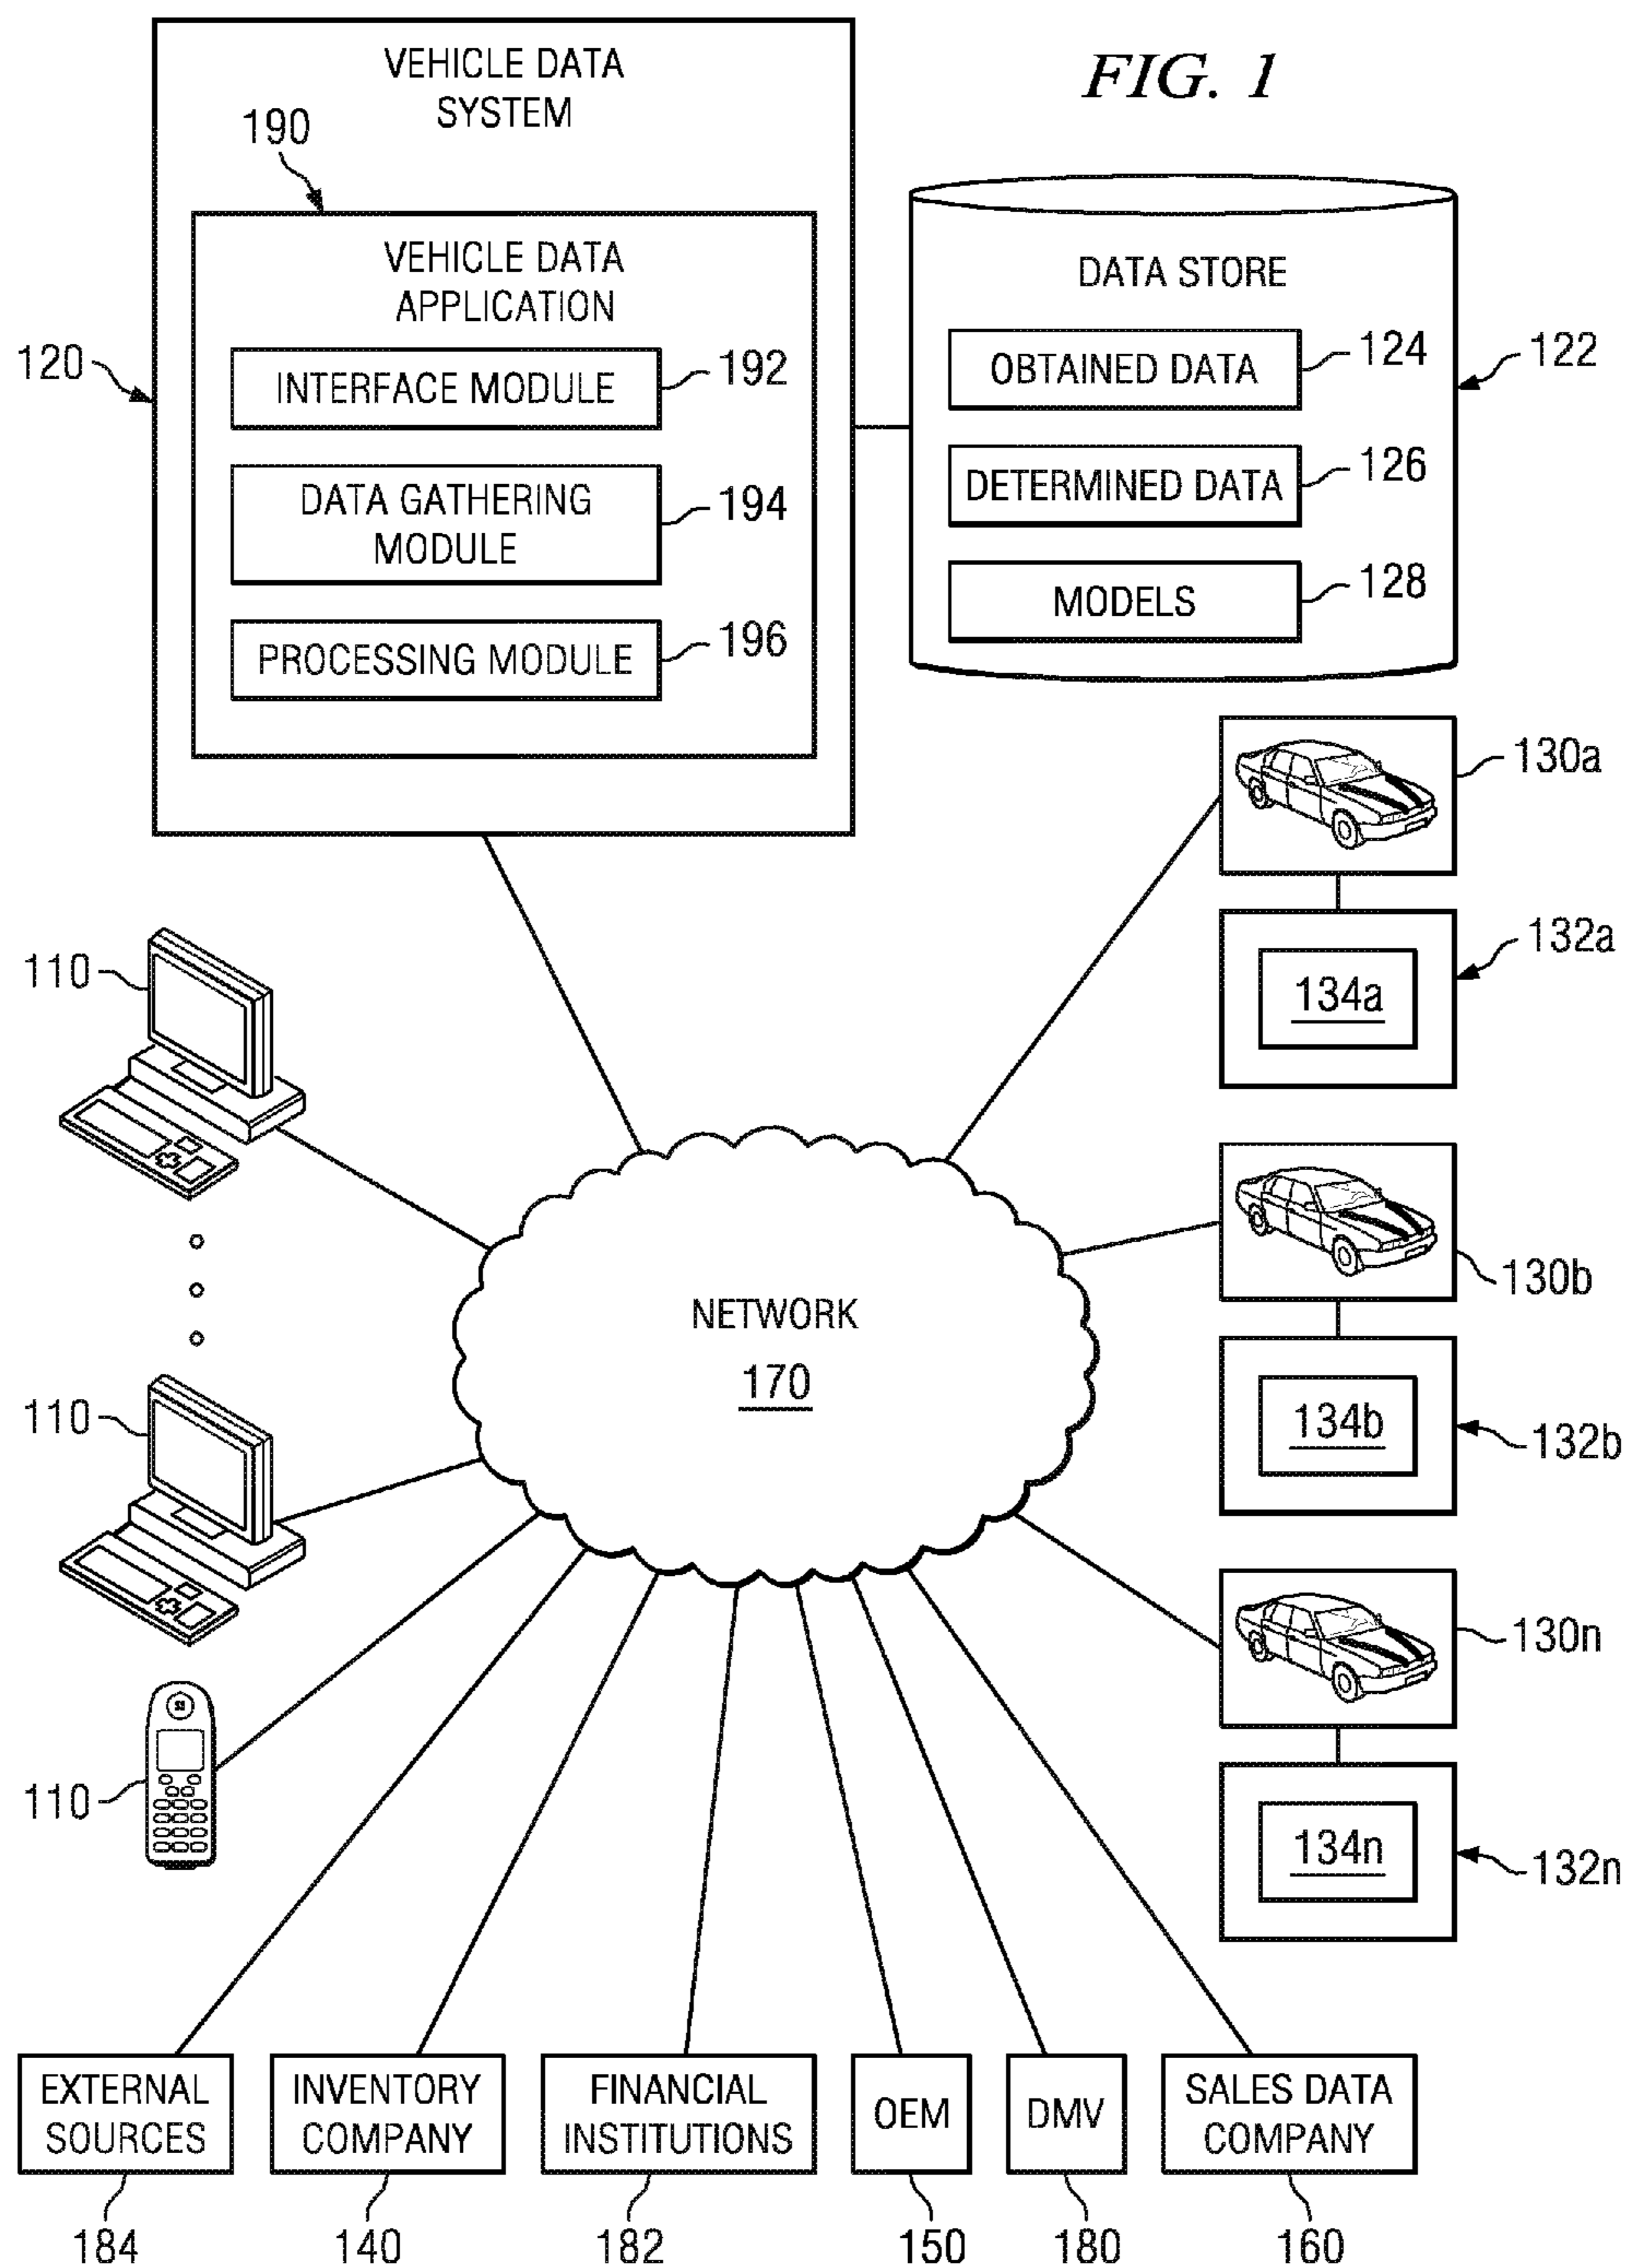 FIG. 1
VEHICLE DATA
SYSTEM
190
VEHICLE DATA
APPLICATION
120
INTERFACE MODULE
192
DATA GATHERING
MODULE
194
PROCESSING MODULE
196
DATA STORE
OBTAINED DATA
124
122
DETERMINED DATA
126
MODELS
128
130a
132a
134a
110
130b
NETWORK
170
110
134b
132b
130n
110
134n
132n
EXTERNAL
SOURCES
INVENTORY
COMPANY
FINANCIAL
INSTITUTIONS
OEM
DMV
SALES DATA
COMPANY
184
140
182
150
180
160